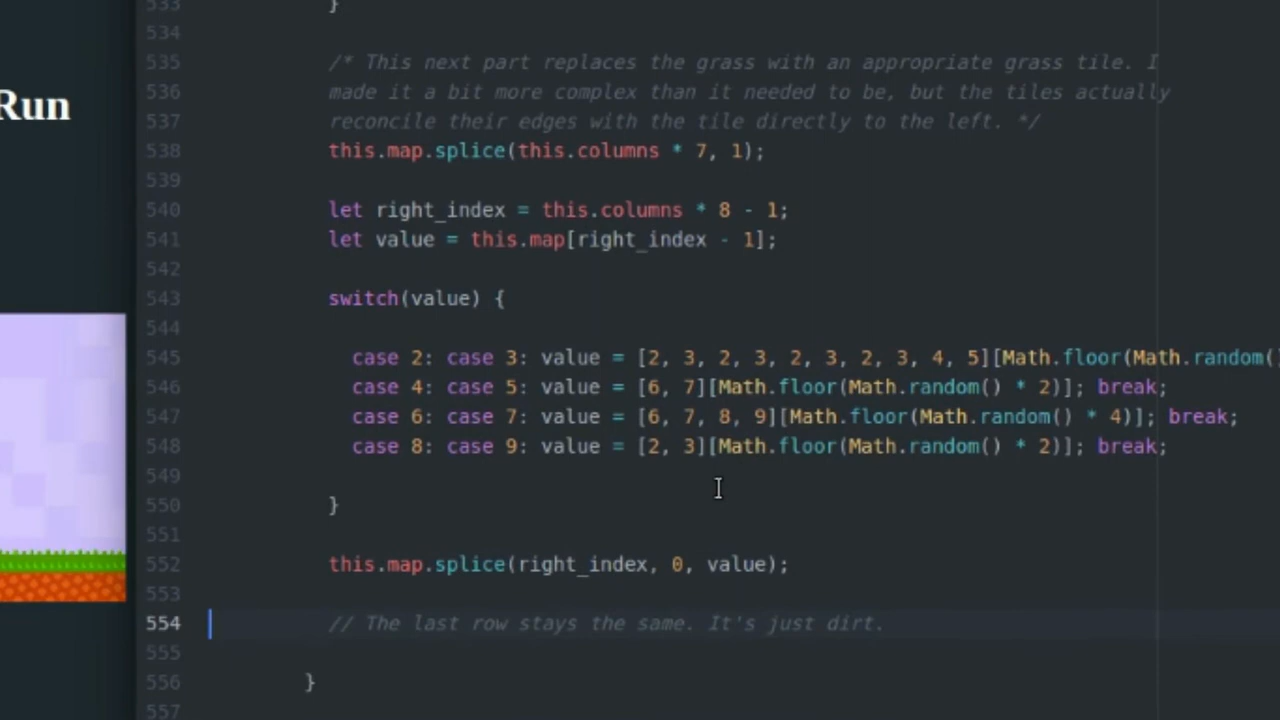 533 }
534
Run
535 /* This next part replaces the grass with an appropriate grass tile. I
536 made it a bit more complex than it needed to be, but the tiles actually
537 reconcile their edges with the tile directly to the left. */
538 this.map.splice(this.columns * 7, 1);
539
540 let right_index = this.columns * 8 - 1;
541 let value = this.map[right_index - 1];
542
543 switch(value) {
544
545 case 2: case 3: value = [2, 3, 2, 3, 2, 3, 2, 3, 4, 5][Math.floor(Math.random(
546 case 4: case 5: value = [6, 7][Math.floor(Math.random() * 2)]; break;
547 case 6: case 7: value = [6, 7, 8, 9][Math.floor(Math.random() * 4)]; break;
548 case 8: case 9: value = [2, 3][Math.floor(Math.random() * 2)]; break;
549
550 }
551
552 this.map.splice(right_index, 0, value);
553
554 // The last row stays the same. It's just dirt.
555
556 }
557